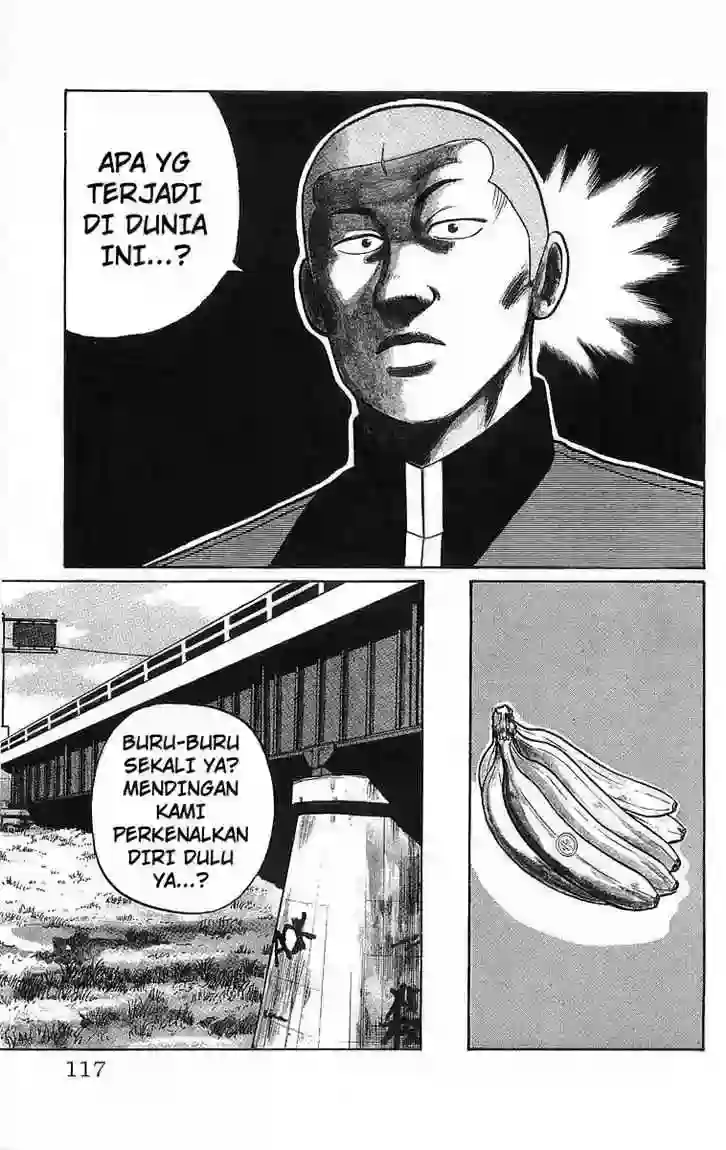 APA YG
TERJADI
DI DUNIA
INI...?
BURU-BURU
SEKALI YA?
MENDINGAN
KAMI
PERKENALKAN
DIRI DULU
YA...?
117